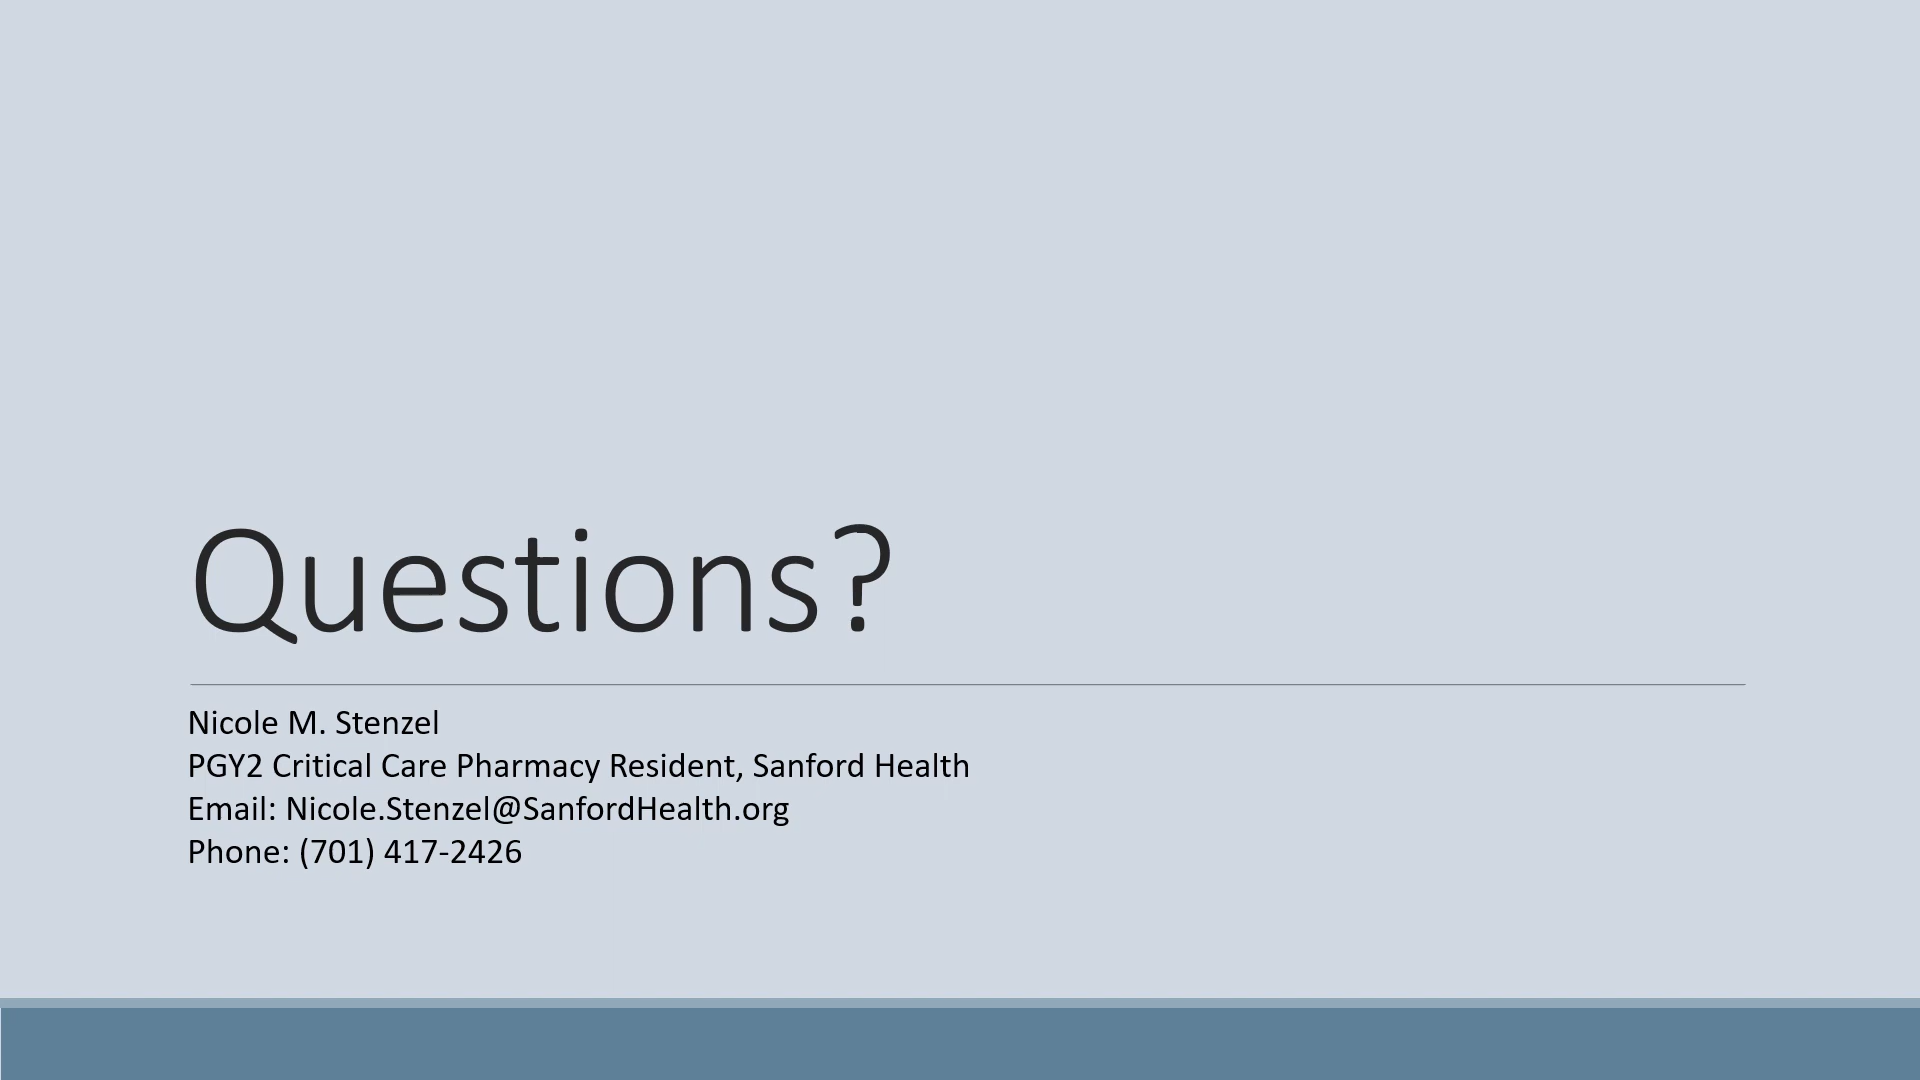 Questions?
Nicole M. Stenzel
PGY2 Critical Care Pharmacy Resident, Sanford Health
Email: Nicole.Stenzel@SanfordHealth.org
Phone: (701) 417-2426